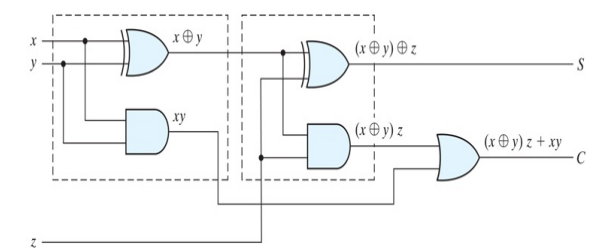 x
x ⊕ y
(x ⊕ y) ⊕ z
S
y
xy
(x ⊕ y) z
(x ⊕ y) z + xy
C
z